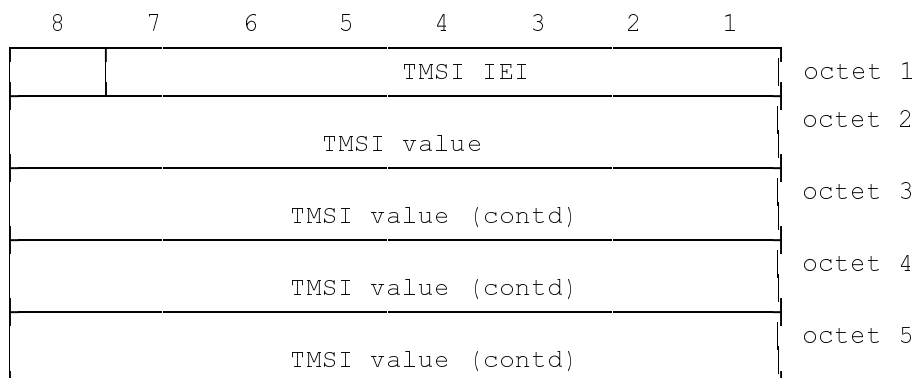 8 7 6 5 4 3 2 1
TMSI IEI octet 1
octet 2
TMSI value
octet 3
TMSI value (contd)
octet 4
TMSI value (contd)
octet 5
TMSI value (contd)